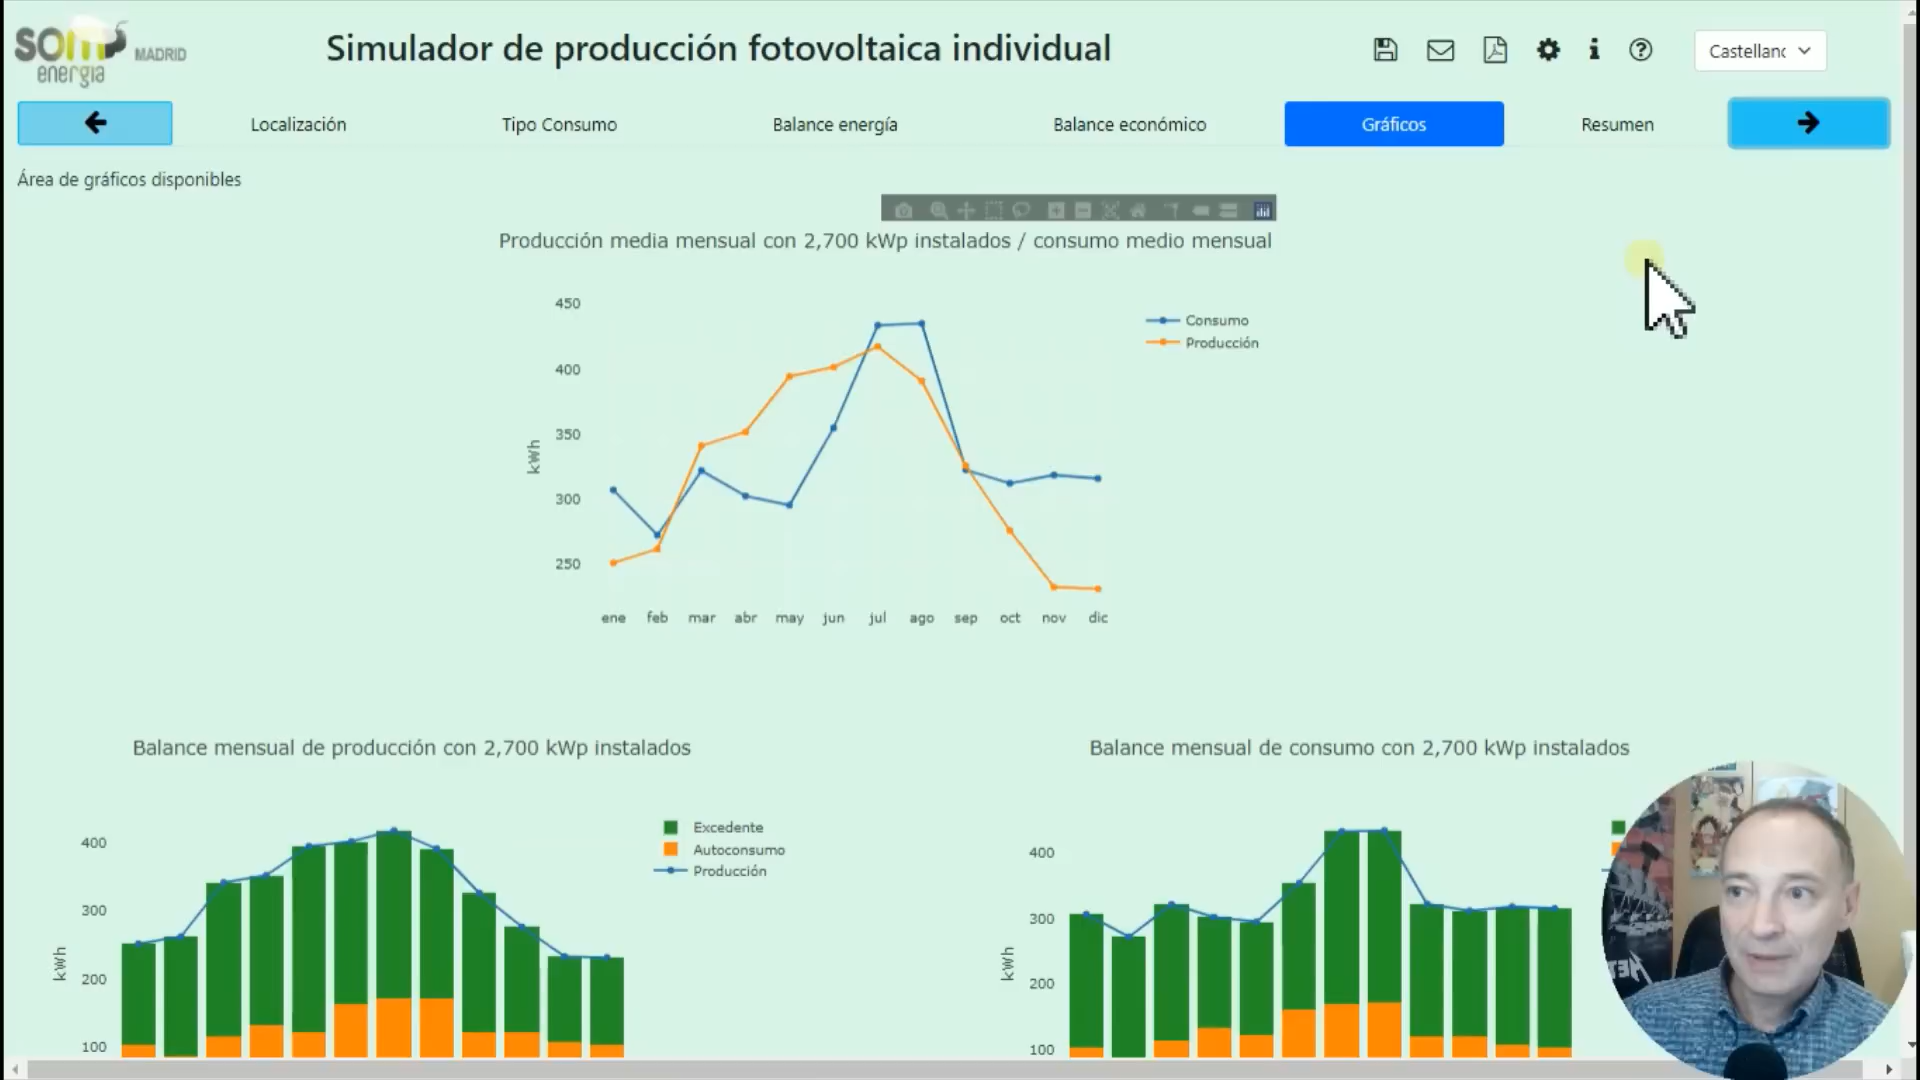 som
energia
MADRID
Simulador de producción fotovoltaica individual
Castellano
Localización
Tipo Consumo
Balance energía
Balance económico
Gráficos
Resumen
Área de gráficos disponibles
Producción media mensual con 2,700 kWp instalados / consumo medio mensual
450
400
350
300
250
kWh
Consumo
Producción
ene feb mar abr may jun jul ago sep oct nov dic
Balance mensual de producción con 2,700 kWp instalados
400
300
200
100
kWh
Excedente
Autoconsumo
Producción
Balance mensual de consumo con 2,700 kWp instalados
400
300
200
100
kWh